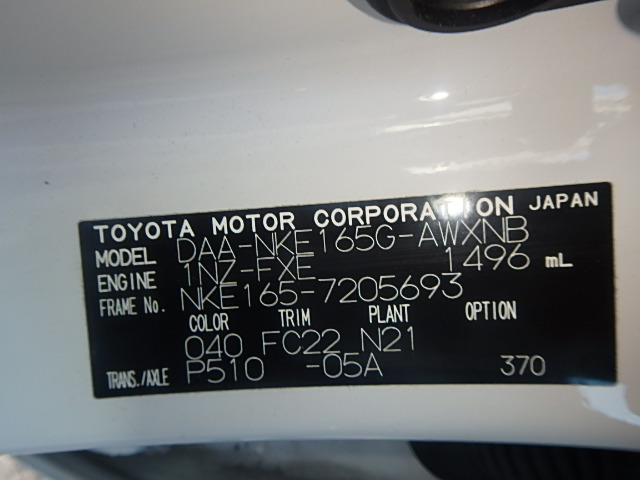 TOYOTA MOTOR CORPORATION JAPAN
MODEL DAA-NKE165G-AWXNB
ENGINE 1NZ-FXE 1496 mL
FRAME No. NKE165-7205693
COLOR TRIM PLANT OPTION
040 FC22 N21
TRANS./AXLE P510 -05A 370